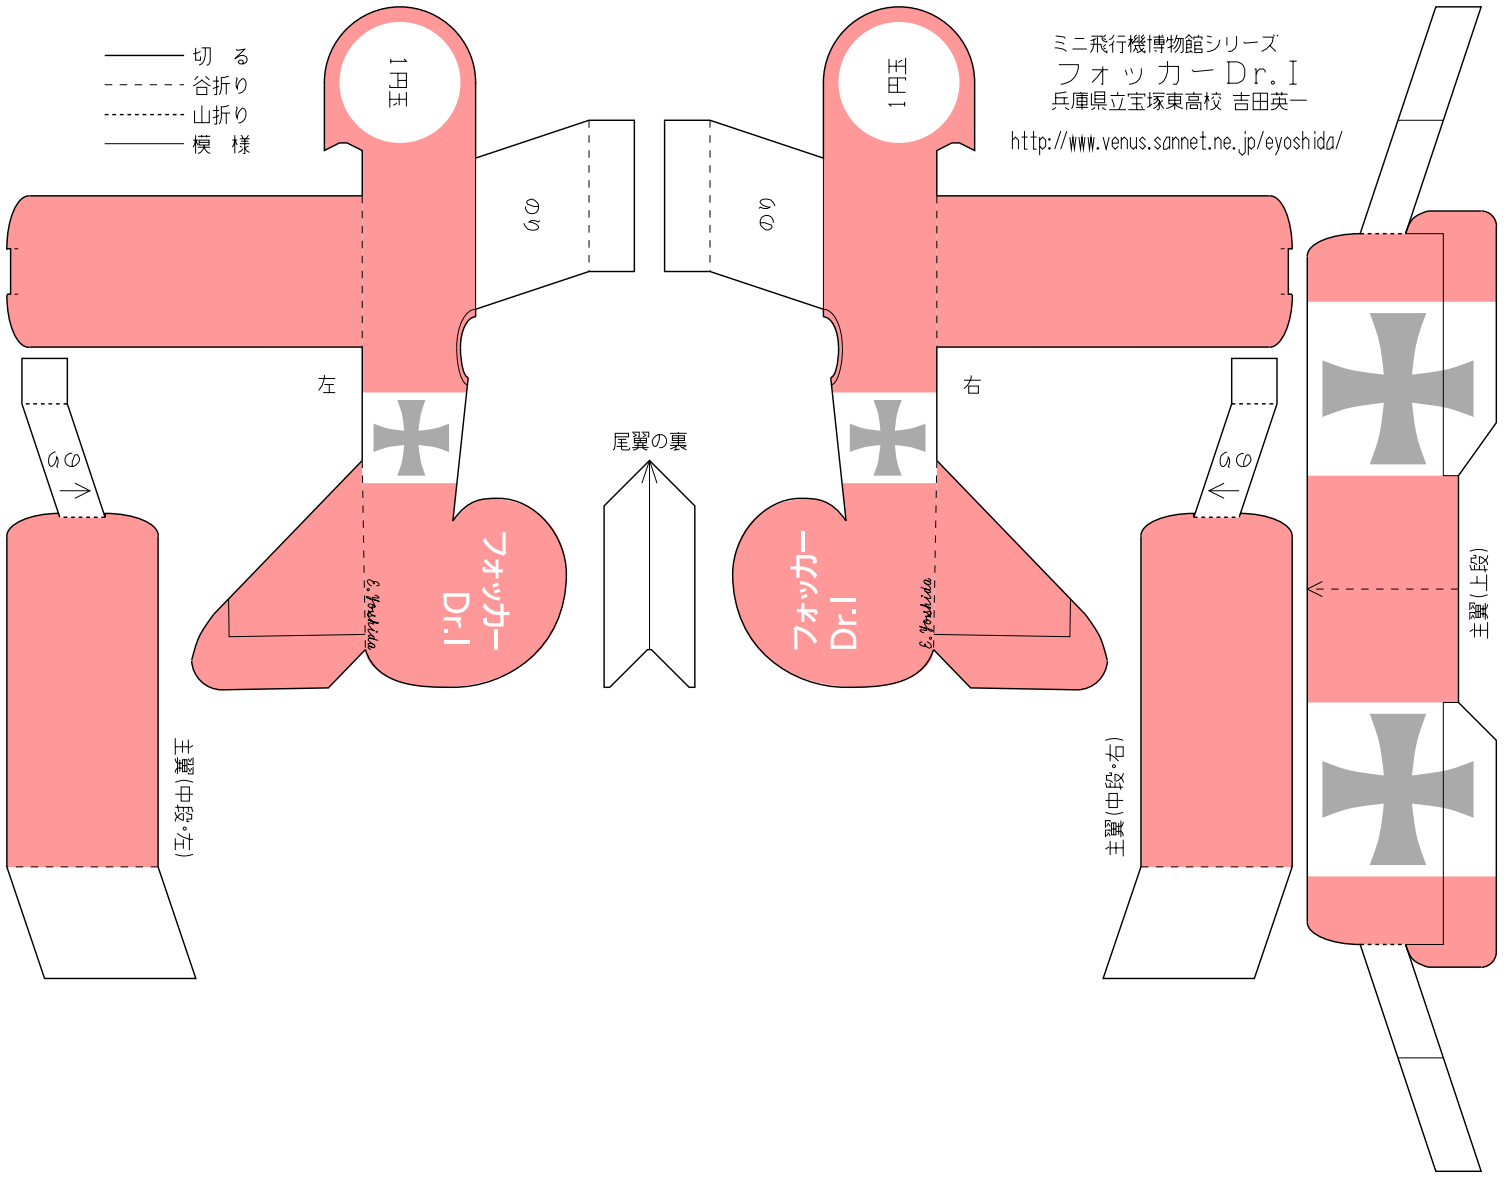 切 る
谷折り
山折り
模 様
1円玉
1円玉
ミニ飛行機博物館シリーズ
フォッカーDr.I
兵庫県立宝塚東高校 吉田英一
http://www.venus.sannet.ne.jp/eyoshida/
のり
のり
左
右
尾翼の裏
のり
のり
フォッカー
Dr.I
E.Yoshida
フォッカー
Dr.I
E.Yoshida
主翼(上段)
主翼(中段・左)
主翼(中段・右)